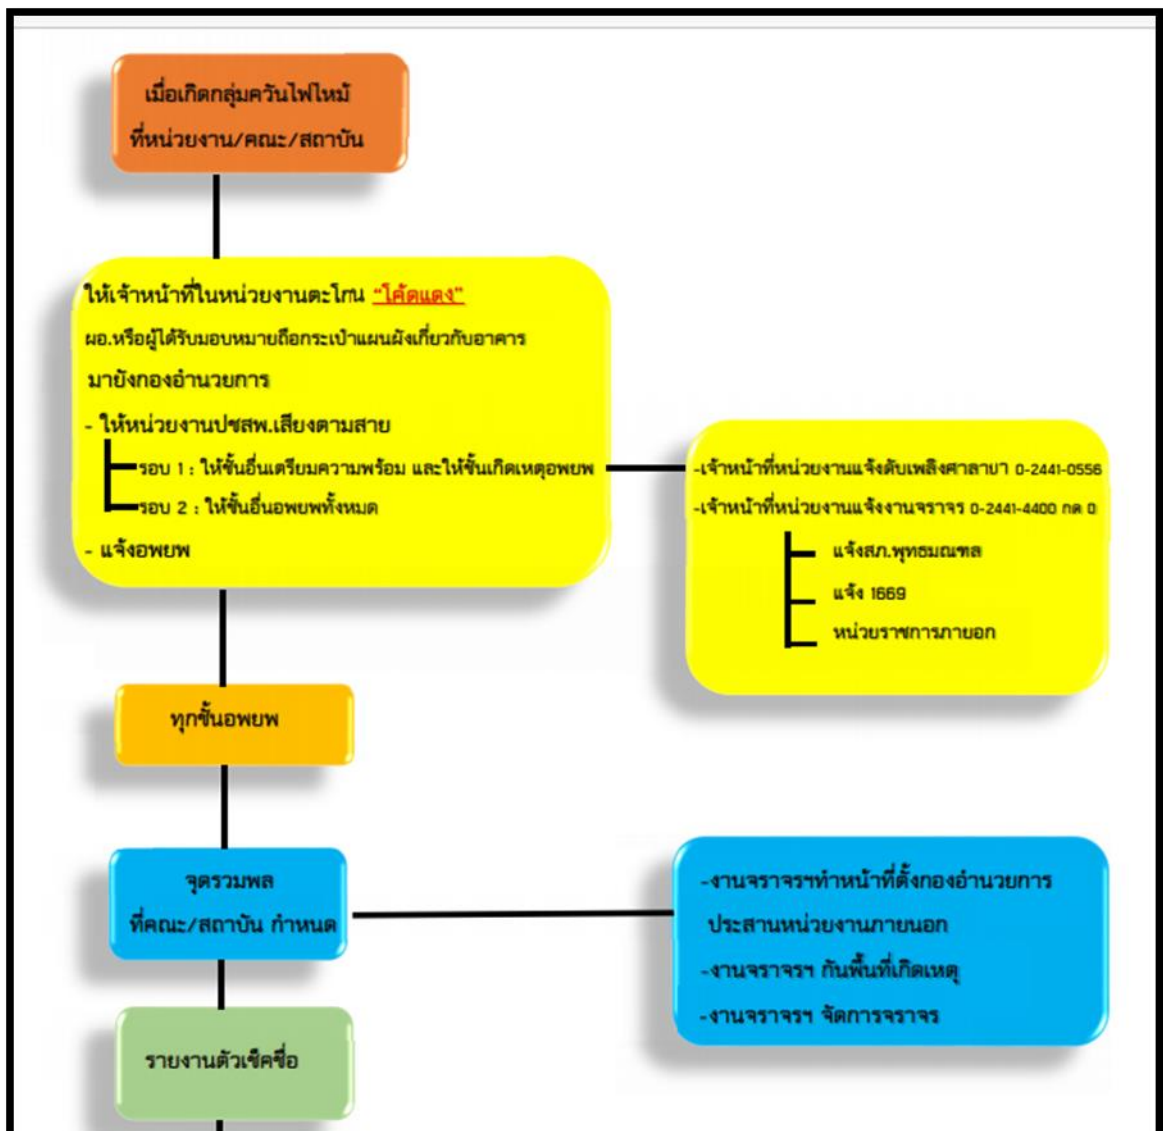 เมื่อเกิดกลุ่มควันไฟไหม้
ที่หน่วยงาน/คณะ/สถาบัน
ให้เจ้าหน้าที่ในหน่วยงานตะโกน “โค้ดแดง”
ผอ.หรือผู้ได้รับมอบหมายถือกระเป๋าแผนผังเกี่ยวกับอาคาร
มายังกองอำนวยการ
- ให้หน่วยงานปชสพ.เสียงตามสาย
รอบ 1 : ให้ชั้นอื่นเตรียมความพร้อม และให้ชั้นเกิดเหตุอพยพ
รอบ 2 : ให้ชั้นอื่นอพยพทั้งหมด
- แจ้งอพยพ
-เจ้าหน้าที่หน่วยงานแจ้งดับเพลิงศาลายา 0-2441-0556
-เจ้าหน้าที่หน่วยงานแจ้งงานจราจร 0-2441-4400 กด 0
แจ้งสภ.พุทธมณฑล
แจ้ง 1669
หน่วยราชการภายอก
ทุกชั้นอพยพ
จุดรวมพล
ที่คณะ/สถาบัน กำหนด
-งานจราจรฯทำหน้าที่ตั้งกองอำนวยการ
ประสานหน่วยงานภายนอก
-งานจราจรฯ กันพื้นที่เกิดเหตุ
-งานจราจรฯ จัดการจราจร
รายงานตัวเช็คชื่อ